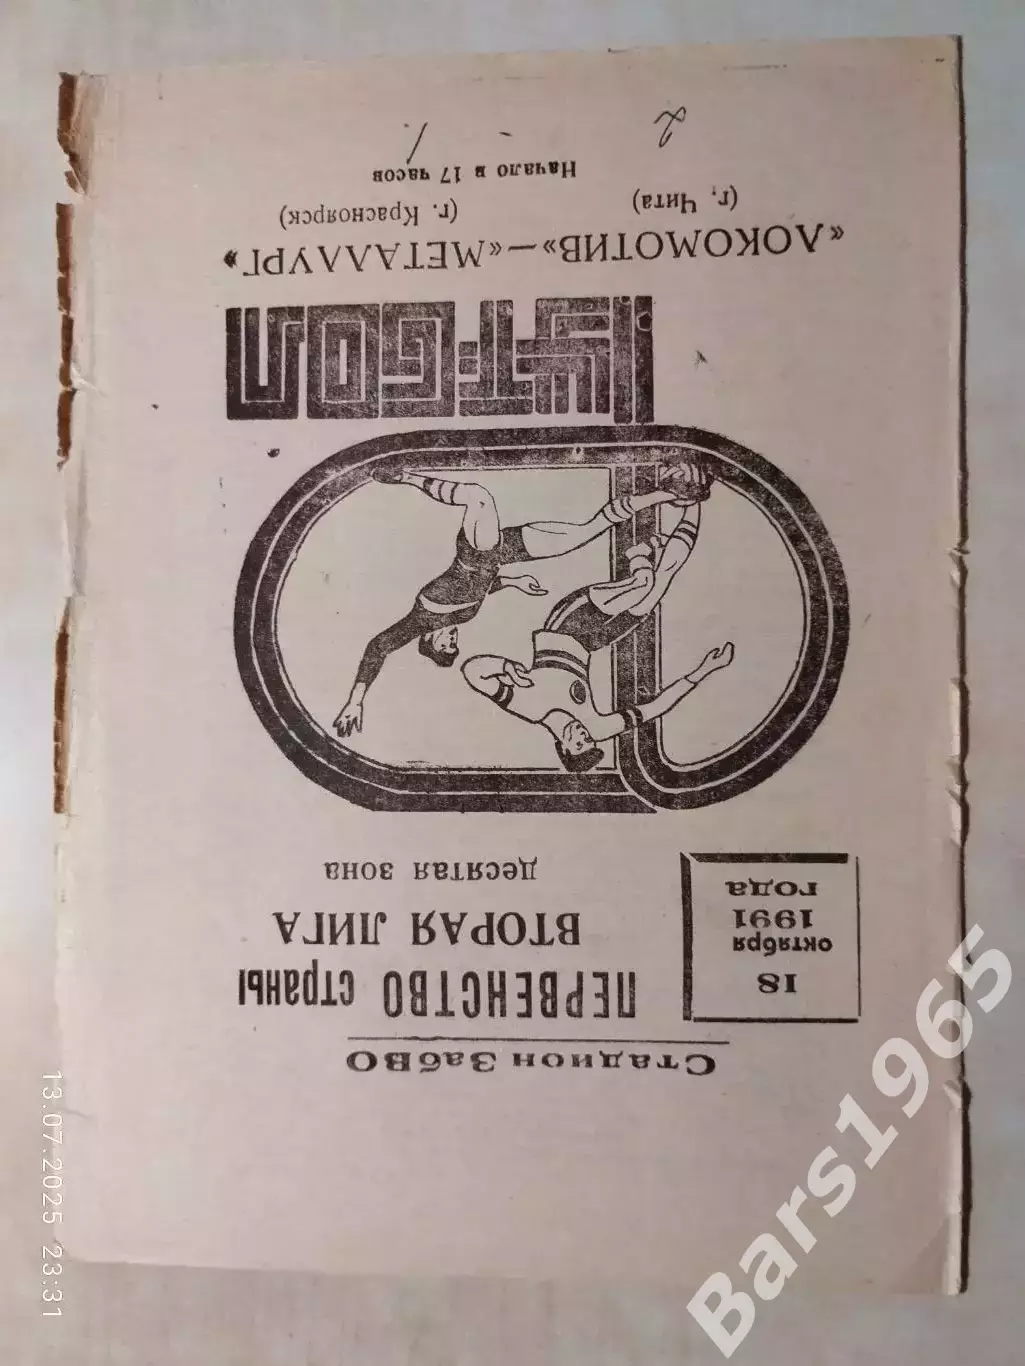 Стадион ЗабВО
18
октября
1991
года
ПЕРВЕНСТВО страны
ВТОРАЯ ЛИГА
десятая зона
футбол
«ЛОКОМОТИВ»—«МЕТАЛЛУРГ»
(г. Чита) (г. Красноярск)
Начало в 17 часов
2 - 1
13.07.2025 23:31
Bars1965